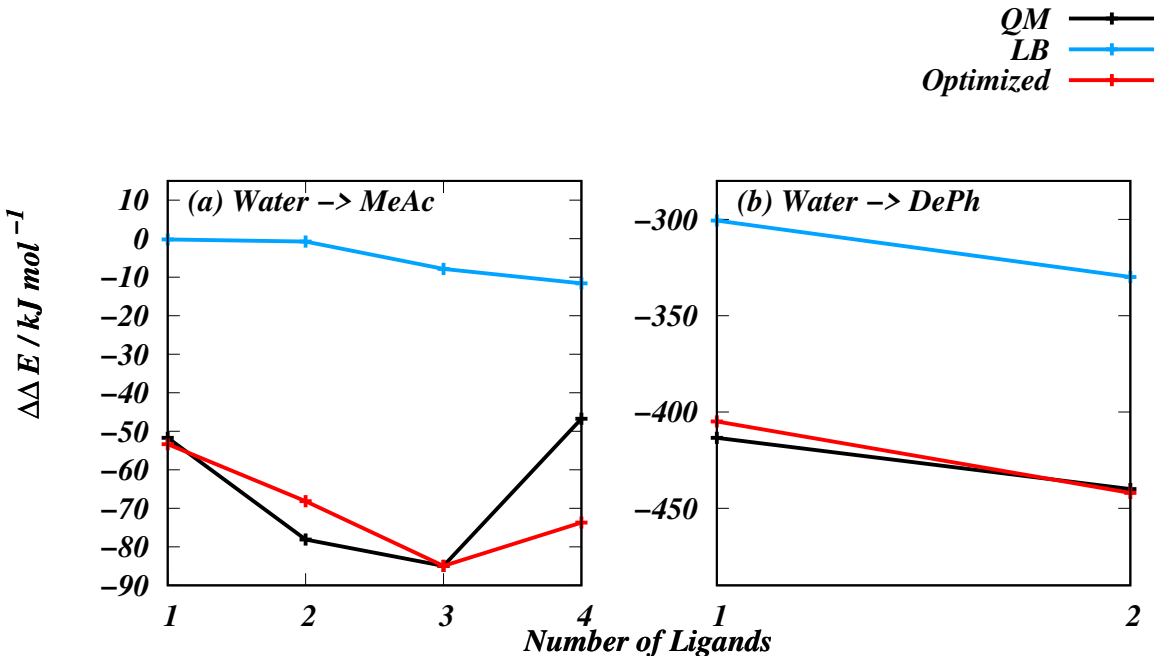 QM
LB
Optimized
(a) Water −> MeAc
(b) Water −> DePh
10
0
−10
−20
−30
−40
−50
−60
−70
−80
−90
−300
−350
−400
−450
ΔΔ E / kJ mol⁻¹
1 2 3 4
1 2
Number of Ligands